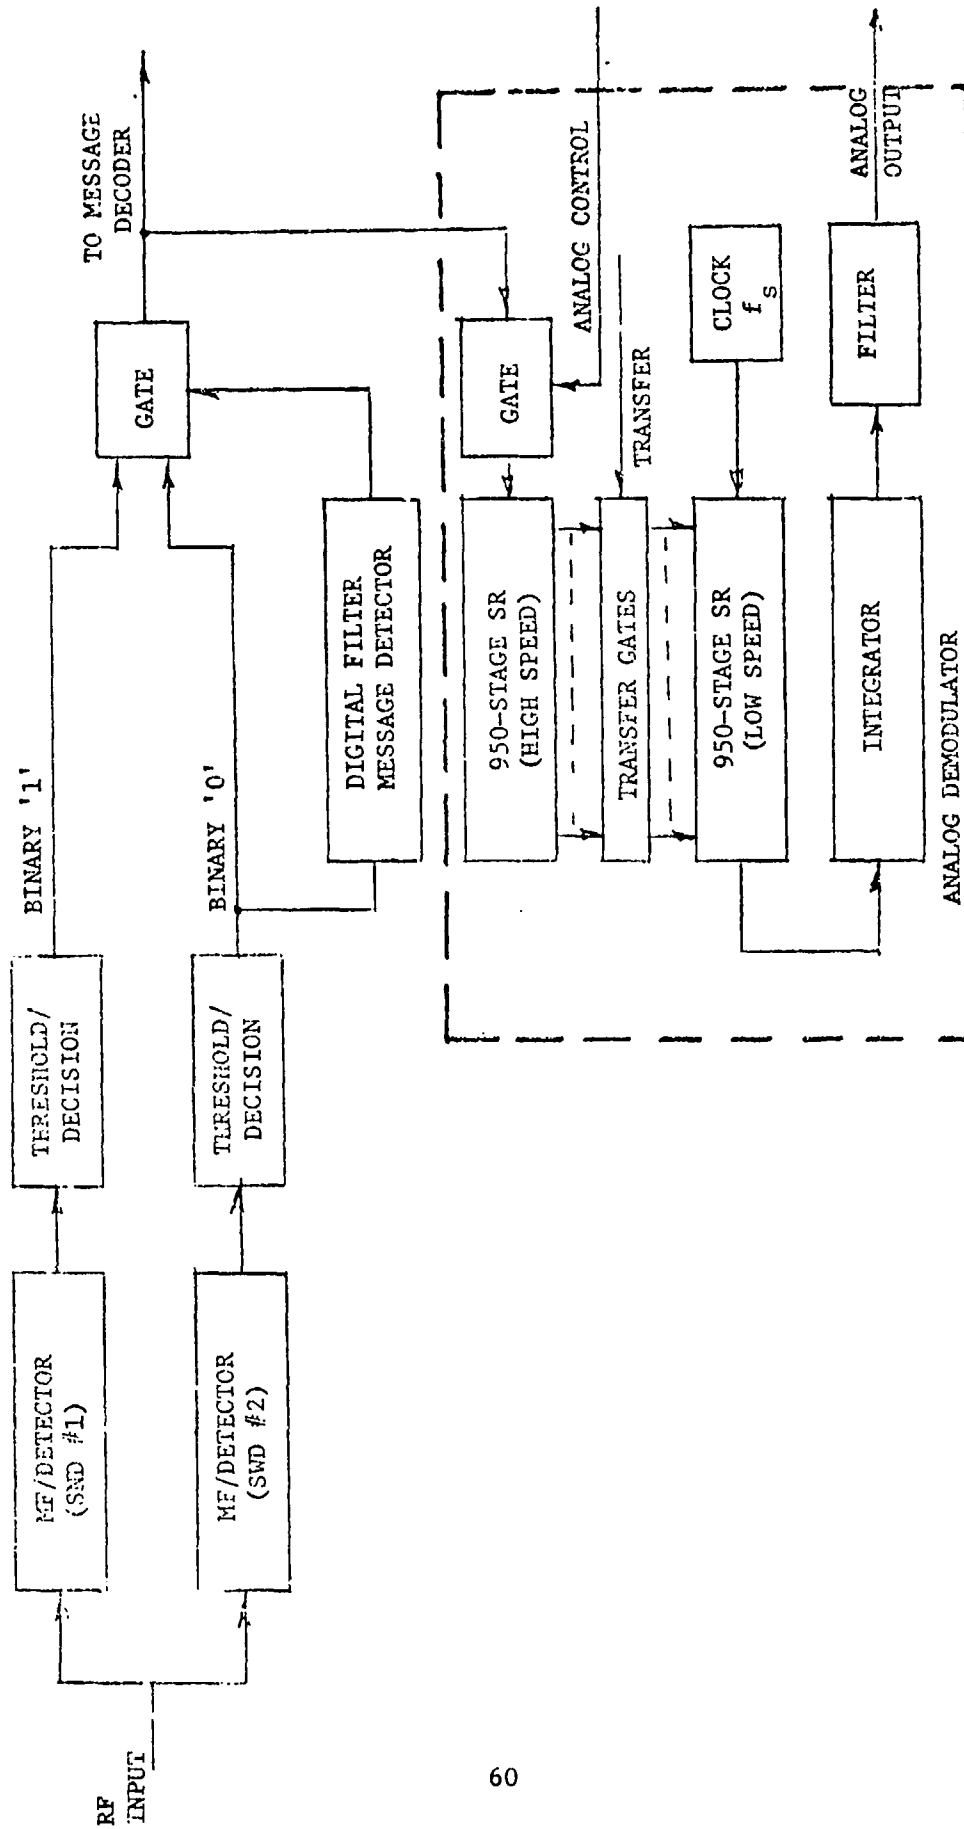 RF
INPUT
MF/DETECTOR
(SWD #1)
MF/DETECTOR
(SWD #2)
THRESHOLD/
DECISION
THRESHOLD/
DECISION
BINARY '1'
BINARY '0'
DIGITAL FILTER
MESSAGE DETECTOR
GATE
TO MESSAGE
DECODER
GATE
ANALOG CONTROL
950-STAGE SR
(HIGH SPEED)
TRANSFER
TRANSFER GATES
950-STAGE SR
(LOW SPEED)
CLOCK
f s
INTEGRATOR
FILTER
ANALOG
OUTPUT
ANALOG DEMODULATOR
60